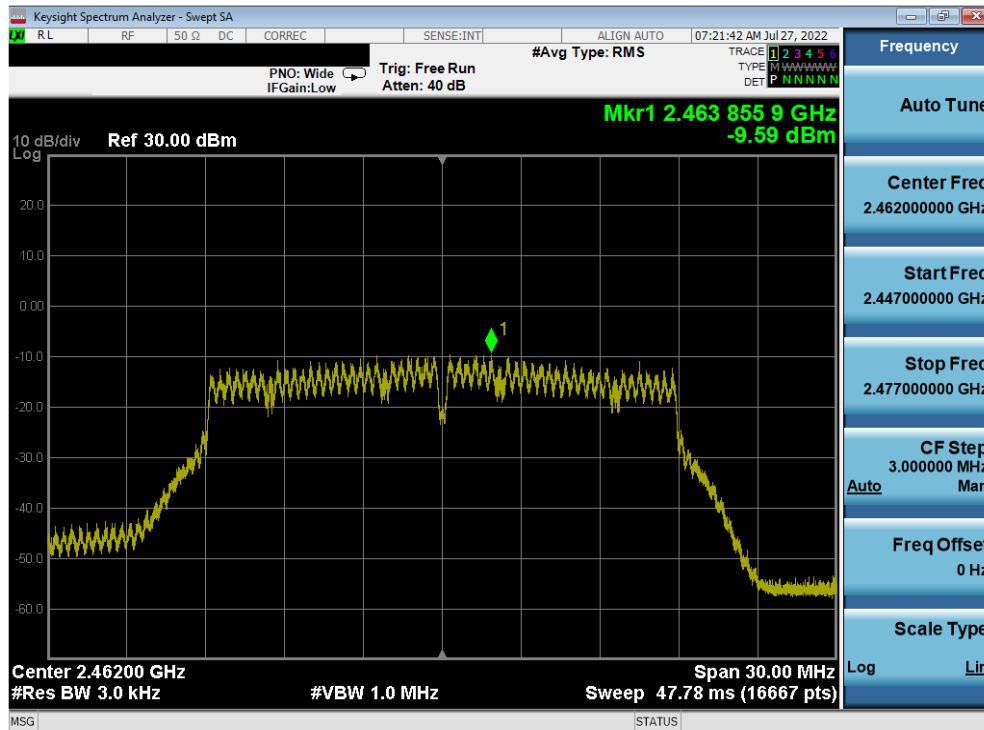 Keysight Spectrum Analyzer - Swept SA
LXI RL RF 50 Ω DC CORREC SENSE:INT ALIGN AUTO 07:21:42 AM Jul 27, 2022
#Avg Type: RMS TRACE 1 2 3 4 5 6
PNO: Wide Trig: Free Run TYPE M WWWWW
IFGain:Low Atten: 40 dB DET P N N N N N
Mkr1 2.463 855 9 GHz
-9.59 dBm
10 dB/div Ref 30.00 dBm
Log
20.0
10.0
0.00
1
-10.0
-20.0
-30.0
-40.0
-50.0
-60.0
Center 2.46200 GHz Span 30.00 MHz
#Res BW 3.0 kHz #VBW 1.0 MHz Sweep 47.78 ms (16667 pts)
MSG STATUS
Frequency
Auto Tune
Center Freq
2.462000000 GHz
Start Freq
2.447000000 GHz
Stop Freq
2.477000000 GHz
CF Step
3.000000 MHz
Auto Man
Freq Offset
0 Hz
Scale Type
Log Lin